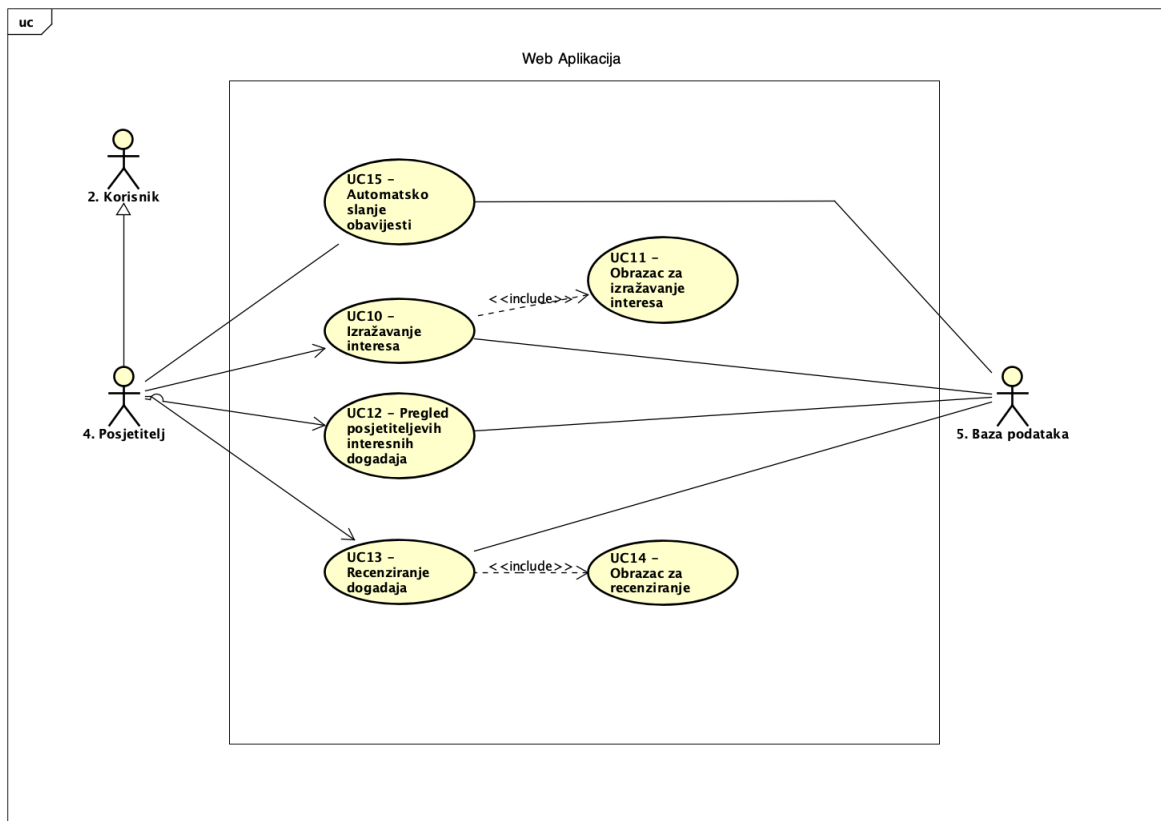 uc
Web Aplikacija
2. Korisnik
UC15 –
Automatsko
slanje
obavijesti
UC11 –
Obrazac za
izražavanje
interesa
<<include>>
UC10 –
Izražavanje
interesa
4. Posjetitelj
UC12 – Pregled
posjetiteljevih
interesnih
događaja
5. Baza podataka
UC13 –
Recenziranje
događaja
<<include>>
UC14 –
Obrazac za
recenziranje